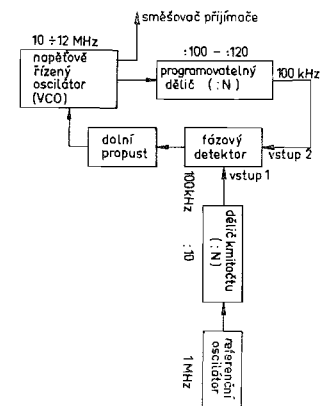 směšovač přijímače
10 ÷ 12 MHz
napěťově
řízený
oscilátor
(VCO)
:100 - :120
programovatelný
dělič (:N)
100 kHz
dolní
propust
fázový
detektor
vstup 2
vstup 1
100kHz
dělič kmitočtu
(:N)
:10
referenční
oscilátor
1 MHz